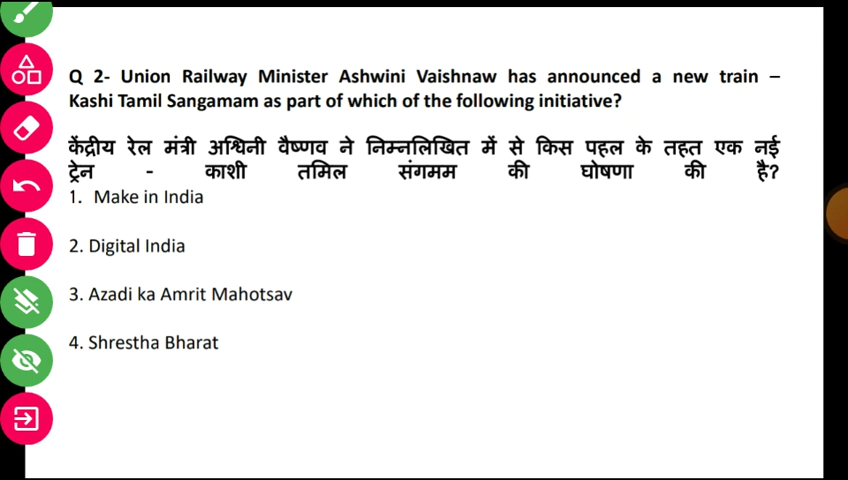 Q 2- Union Railway Minister Ashwini Vaishnaw has announced a new train –
Kashi Tamil Sangamam as part of which of the following initiative?
केंद्रीय रेल मंत्री अश्विनी वैष्णव ने निम्नलिखित में से किस पहल के तहत एक नई
ट्रेन - काशी तमिल संगमम की घोषणा की है?
1. Make in India
2. Digital India
3. Azadi ka Amrit Mahotsav
4. Shrestha Bharat